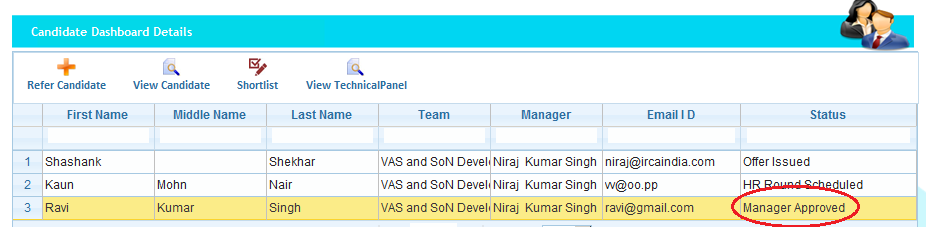 Candidate Dashboard Details
Refer Candidate View Candidate Shortlist View TechnicalPanel
First Name Middle Name Last Name Team Manager Email I D Status
1 Shashank Shekhar VAS and SoN Develo Niraj Kumar Singh niraj@ircaindia.com Offer Issued
2 Kaun Mohn Nair VAS and SoN Develo Niraj Kumar Singh vv@oo.pp HR Round Scheduled
3 Ravi Kumar Singh VAS and SoN Develo Niraj Kumar Singh ravi@gmail.com Manager Approved